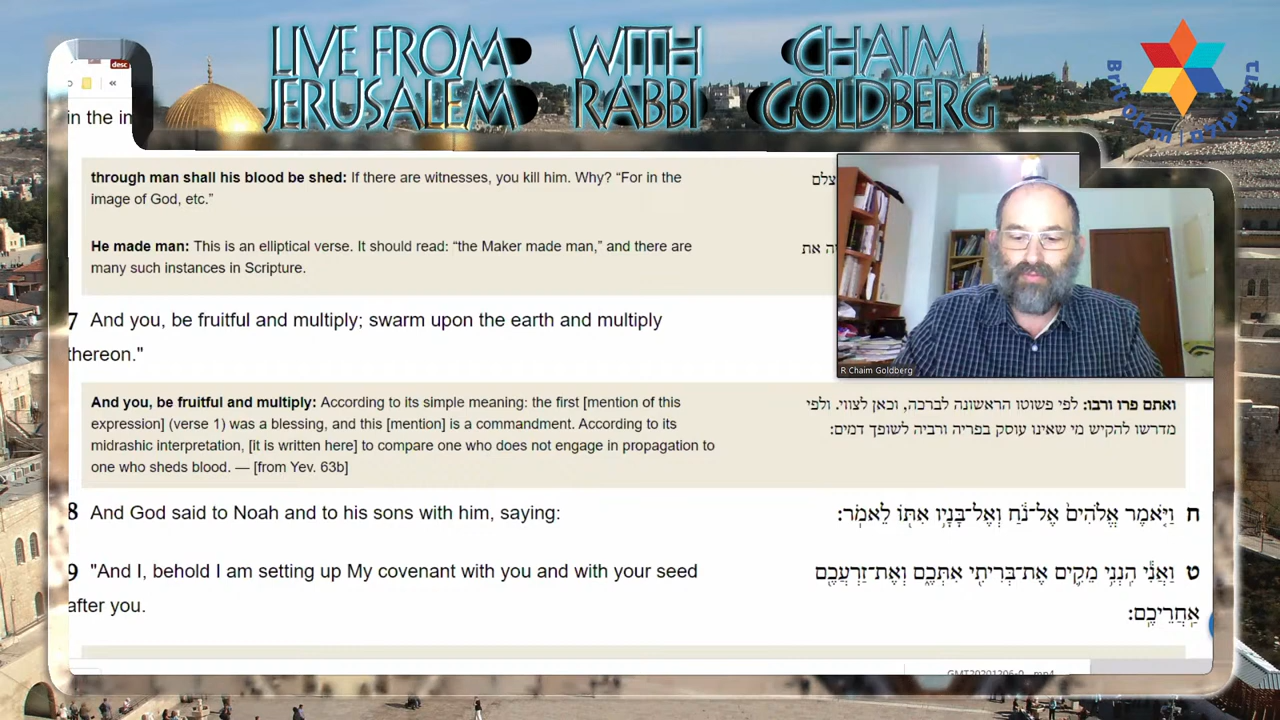 LIVE FROM WITH CHAIM
JERUSALEM RABBI GOLDBERG
ברית עולם | Brit Olam
desc
«
in the in
through man shall his blood be shed: If there are witnesses, you kill him. Why? “For in the
image of God, etc.”
צלם
He made man: This is an elliptical verse. It should read: “the Maker made man,” and there are
many such instances in Scripture.
ה את
R Chaim Goldberg
7 And you, be fruitful and multiply; swarm upon the earth and multiply
thereon."
And you, be fruitful and multiply: According to its simple meaning: the first [mention of this
expression] (verse 1) was a blessing, and this [mention] is a commandment. According to its
midrashic interpretation, [it is written here] to compare one who does not engage in propagation to
one who sheds blood. — [from Yev. 63b]
ואתם פרו ורבו: לפי פשוטו הראשונה לברכה, וכאן לצווי. ולפי
מדרשו להקיש מי שאינו עוסק בפריה ורביה לשופך דמים:
8 And God said to Noah and to his sons with him, saying:
ח וַיֹּ֤אמֶר אֱלֹהִים֙ אֶל־נֹ֔חַ וְאֶל־בָּנָ֥יו אִתּ֖וֹ לֵאמֹֽר:
9 "And I, behold I am setting up My covenant with you and with your seed
after you.
ט וַאֲנִ֕י הִנְנִ֥י מֵקִ֛ים אֶת־בְּרִיתִ֖י אִתְּכֶ֑ם וְאֶת־זַרְעֲכֶ֖ם
אַֽחֲרֵיכֶֽם: